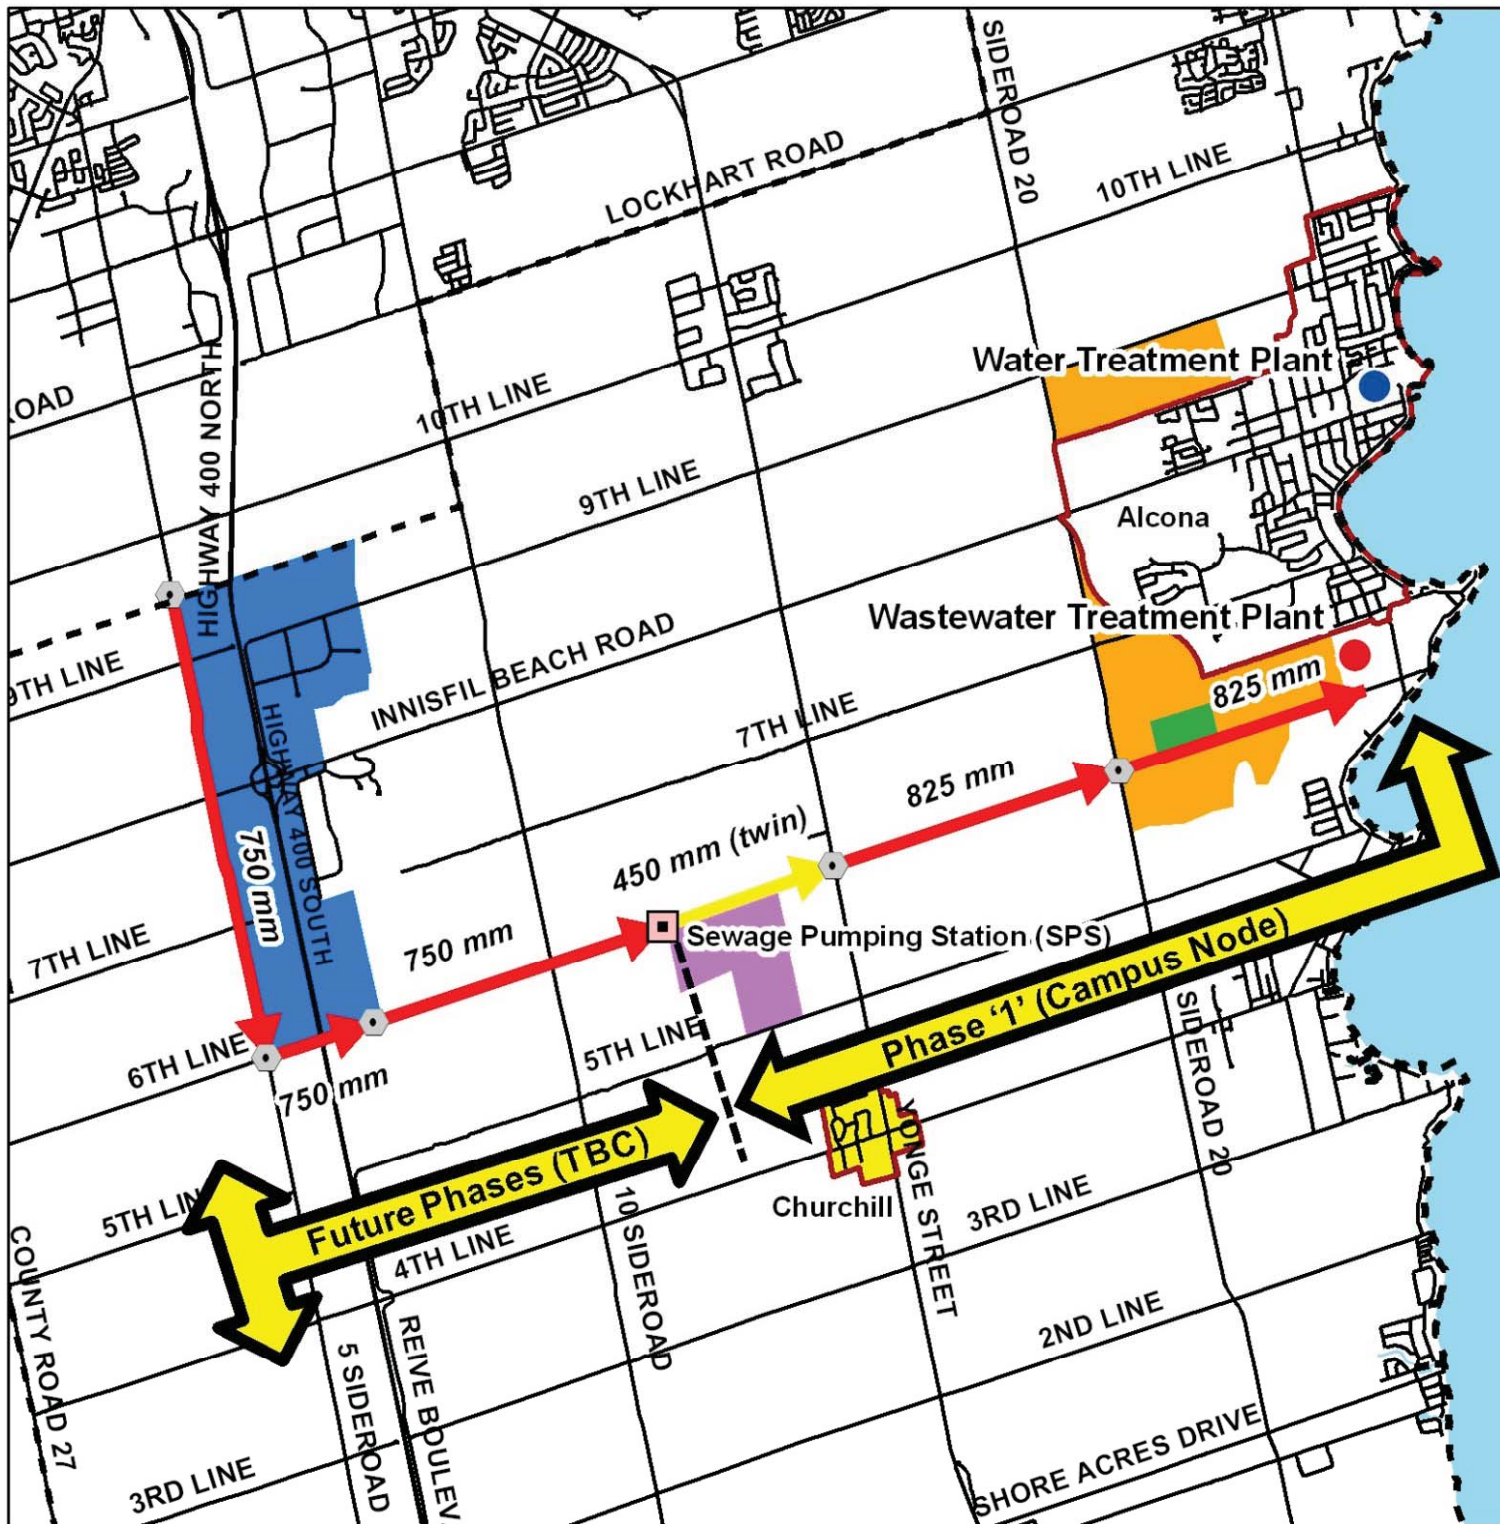 SIDEROAD 20
LOCKHART ROAD
10TH LINE
Water Treatment Plant
HIGHWAY 400 NORTH
10TH LINE
9TH LINE
Alcona
Wastewater Treatment Plant
INNISFIL BEACH ROAD
9TH LINE
825 mm
HIGHWAY 400 SOUTH
7TH LINE
825 mm
450 mm (twin)
750 mm
750 mm
7TH LINE
Sewage Pumping Station (SPS)
Phase ‘1’ (Campus Node)
6TH LINE
5TH LINE
750 mm
SIDEROAD 20
YONGE STREET
Future Phases (TBC)
Churchill
5TH LIN
3RD LINE
4TH LINE
10 SIDEROAD
COUNTY ROAD 27
2ND LINE
5 SIDEROAD
REIVE BOULEV
3RD LINE
SHORE ACRES DRIVE